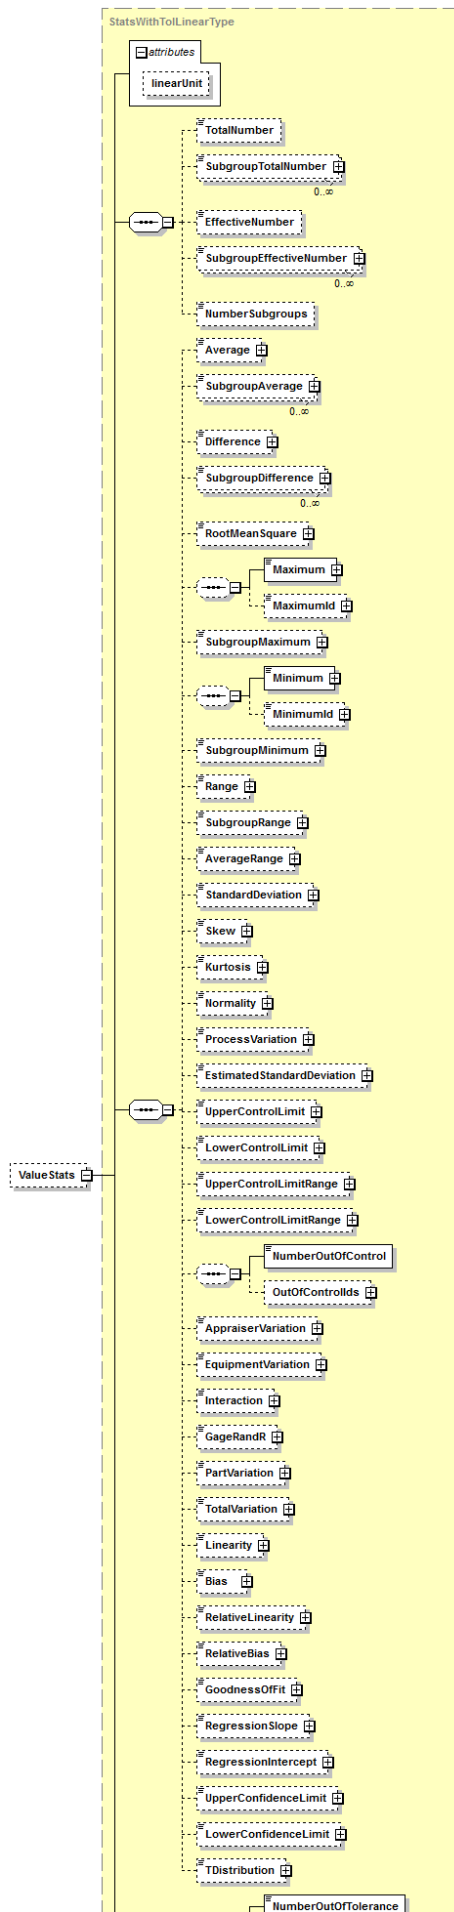 StatsWithTolLinearType
attributes
linearUnit
TotalNumber
SubgroupTotalNumber
0..∞
EffectiveNumber
SubgroupEffectiveNumber
0..∞
NumberSubgroups
Average
SubgroupAverage
0..∞
Difference
SubgroupDifference
0..∞
RootMeanSquare
Maximum
MaximumId
SubgroupMaximum
Minimum
MinimumId
SubgroupMinimum
Range
SubgroupRange
AverageRange
StandardDeviation
Skew
Kurtosis
Normality
ProcessVariation
EstimatedStandardDeviation
UpperControlLimit
LowerControlLimit
ValueStats
UpperControlLimitRange
LowerControlLimitRange
NumberOutOfControl
OutOfControlIds
AppraiserVariation
EquipmentVariation
Interaction
GageRandR
PartVariation
TotalVariation
Linearity
Bias
RelativeLinearity
RelativeBias
GoodnessOfFit
RegressionSlope
RegressionIntercept
UpperConfidenceLimit
LowerConfidenceLimit
TDistribution
NumberOutOfTolerance